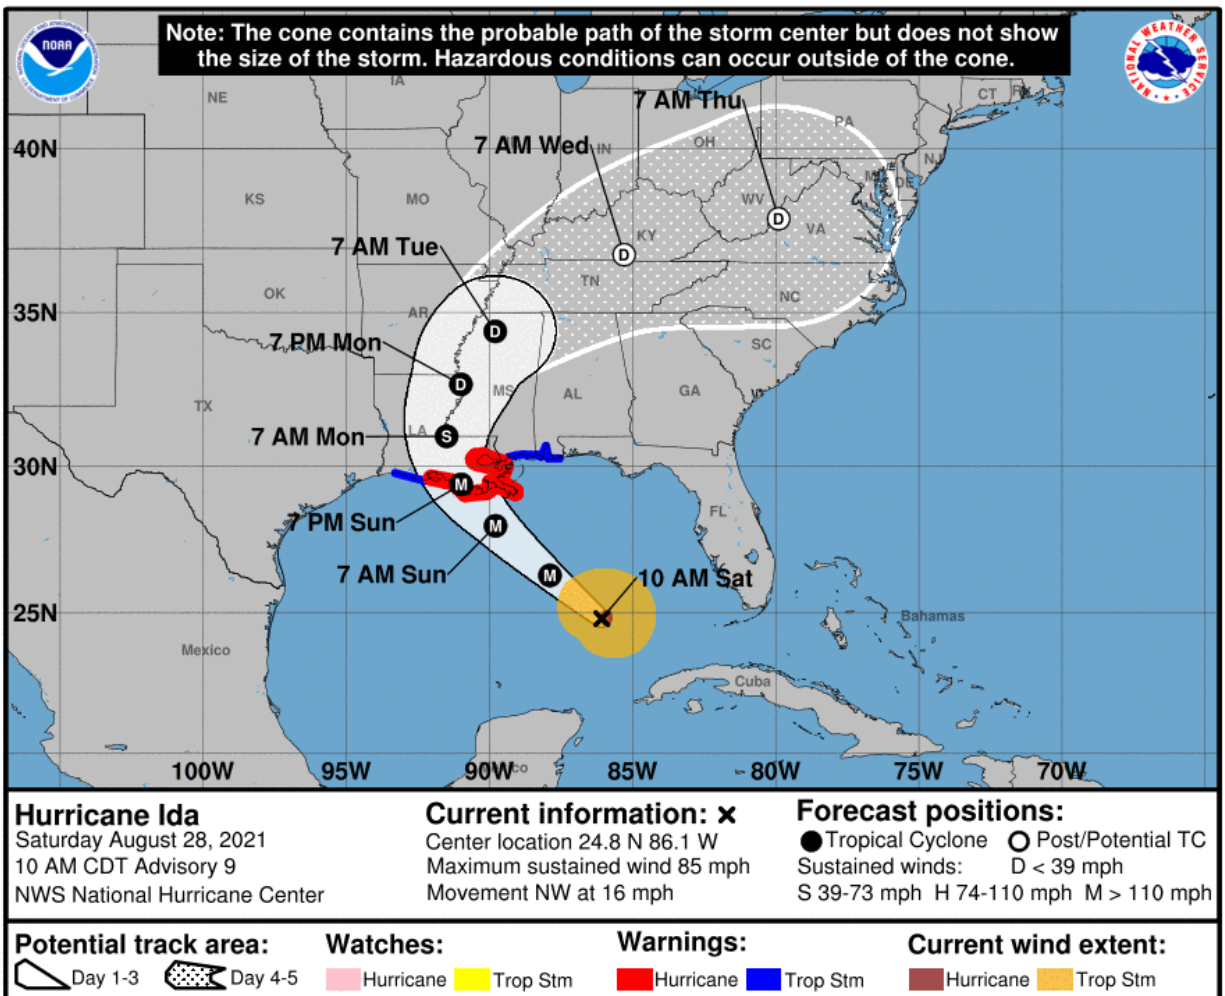 Note: The cone contains the probable path of the storm center but does not show
the size of the storm. Hazardous conditions can occur outside of the cone.
NOAA
NATIONAL WEATHER SERVICE
NE
IA
7 AM Thu
CT
PA
40N
7 AM Wed
IN
OH
NJ
DE
KS
MO
WV
VA
7 AM Tue
KY
D
D
OK
TN
NC
35N
AR
D
7 PM Mon
SC
D
MS
AL
GA
TX
7 AM Mon
LA
S
30N
M
7 PM Sun
M
FL
7 AM Sun
M
10 AM Sat
25N
Bahamas
Mexico
Cuba
100W
95W
90W
85W
80W
75W
70W
Hurricane Ida
Saturday August 28, 2021
10 AM CDT Advisory 9
NWS National Hurricane Center
Current information: ×
Center location 24.8 N 86.1 W
Maximum sustained wind 85 mph
Movement NW at 16 mph
Forecast positions:
Tropical Cyclone Post/Potential TC
Sustained winds: D < 39 mph
S 39-73 mph H 74-110 mph M > 110 mph
Potential track area:
Day 1-3 Day 4-5
Watches:
Hurricane Trop Stm
Warnings:
Hurricane Trop Stm
Current wind extent:
Hurricane Trop Stm